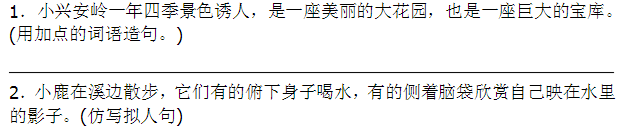 1．小兴安岭一年四季景色诱人，是一座美丽的大花园，也是一座巨大的宝库。
(用加点的词语造句。)
2．小鹿在溪边散步，它们有的俯下身子喝水，有的侧着脑袋欣赏自己映在水里
的影子。(仿写拟人句)